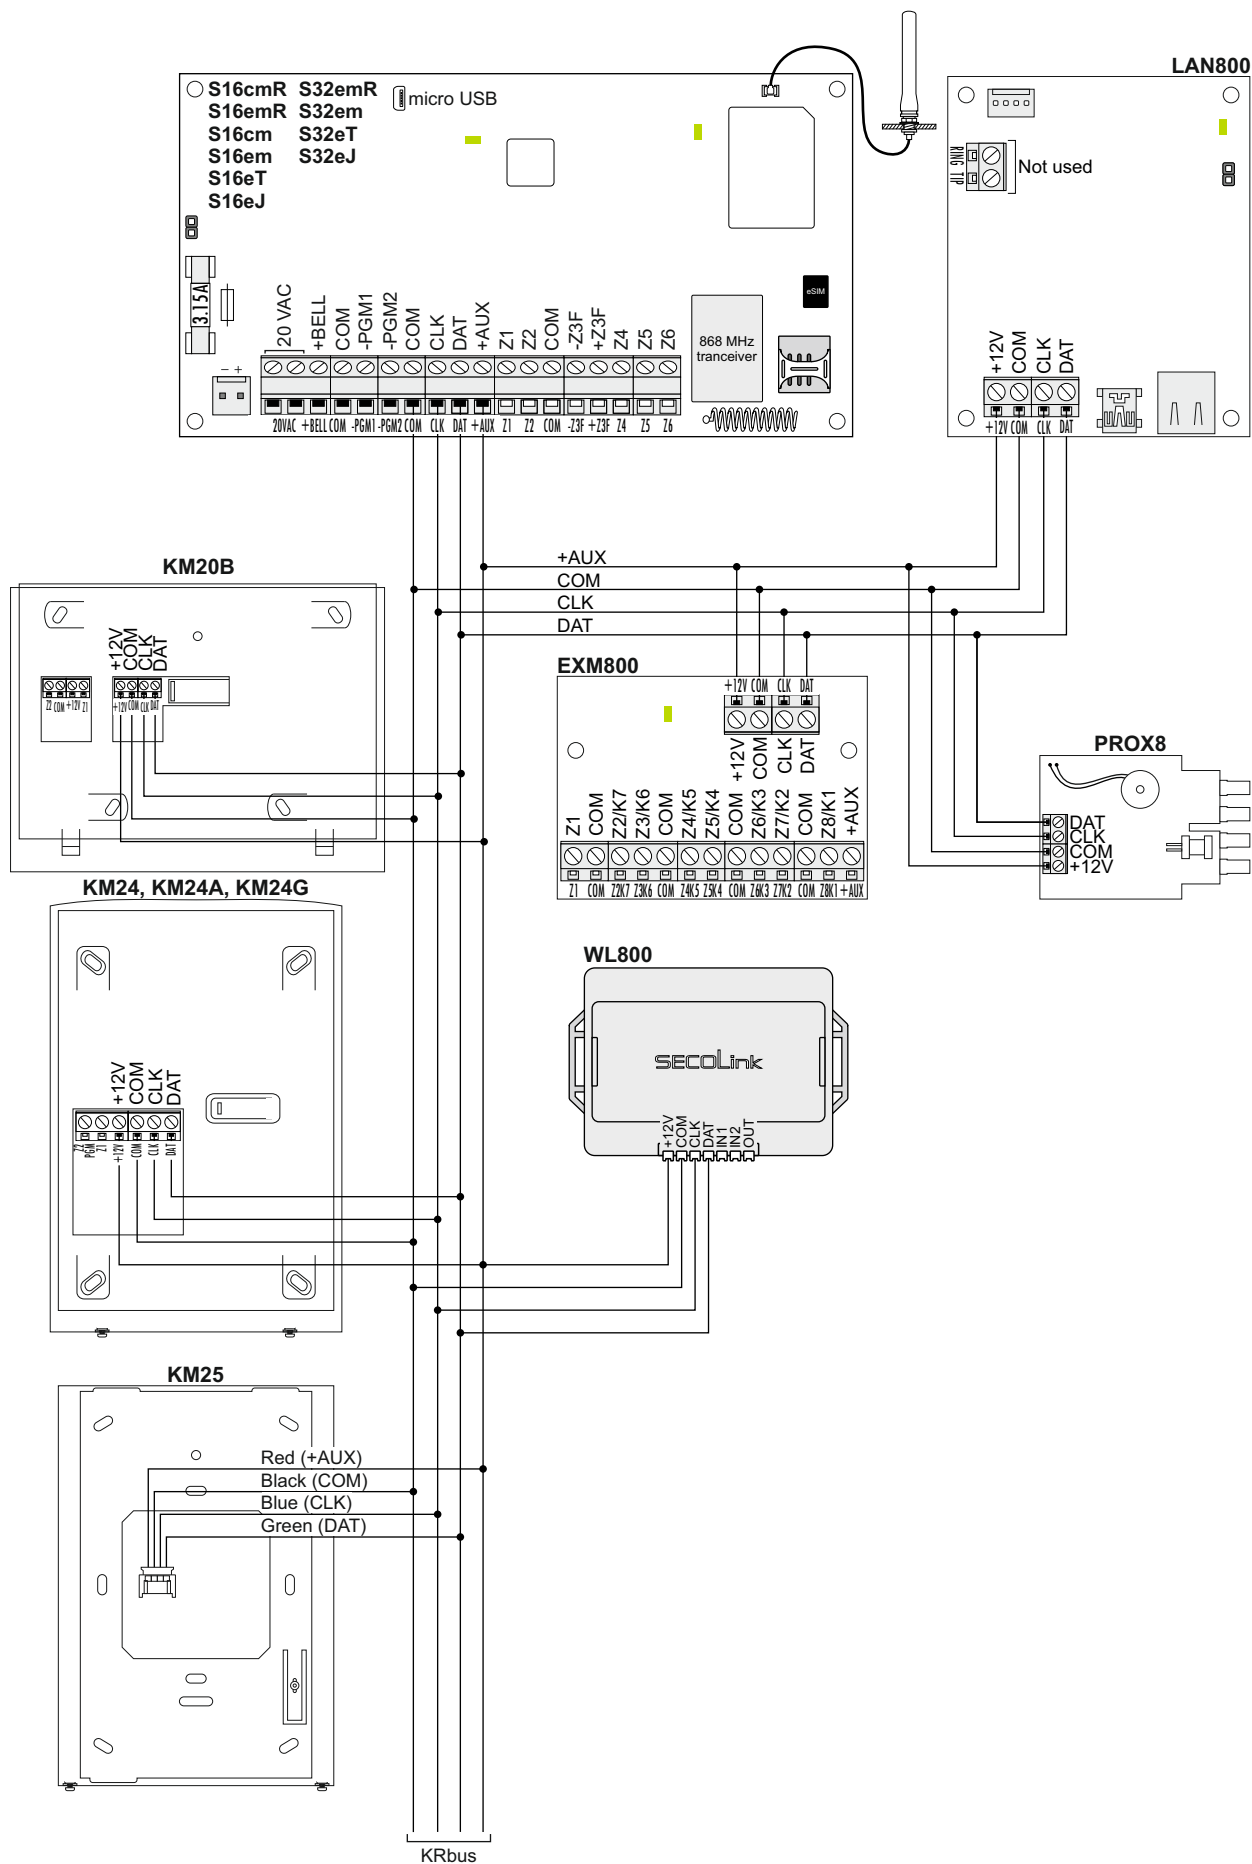 LAN800
S16cmR S32emR
S16emR S32em
S16cm S32eT
S16em S32eJ
S16eT
S16eJ
micro USB
RING TIP
Not used
3.15A
eSIM
868 MHz
tranceiver
20 VAC +BELL COM -PGM1 -PGM2 COM CLK DAT +AUX Z1 Z2 COM -Z3F +Z3F Z4 Z5 Z6
- +
20VAC +BELL COM -PGM1 -PGM2 COM CLK DAT +AUX Z1 Z2 COM -Z3F +Z3F Z4 Z5 Z6
+12V COM CLK DAT
+12V COM CLK DAT
KM20B
+AUX
COM
CLK
DAT
+12V COM CLK DAT
Z2 COM +12V Z1
+12V COM CLK DAT
EXM800
+12V COM CLK DAT
+12V COM CLK DAT
Z1 COM Z2/K7 Z3/K6 COM Z4/K5 Z5/K4 COM Z6/K3 Z7/K2 COM Z8/K1 +AUX
Z1 COM Z2K7 Z3K6 COM Z4K5 Z5K4 COM Z6K3 Z7K2 COM Z8K1 +AUX
PROX8
DAT
CLK
COM
+12V
KM24, KM24A, KM24G
+12V COM CLK DAT
Z2 PGM Z1 +12V COM CLK DAT
WL800
SECOLink
+12V COM CLK DAT IN1 IN2 OUT
KM25
Red (+AUX)
Black (COM)
Blue (CLK)
Green (DAT)
KRbus